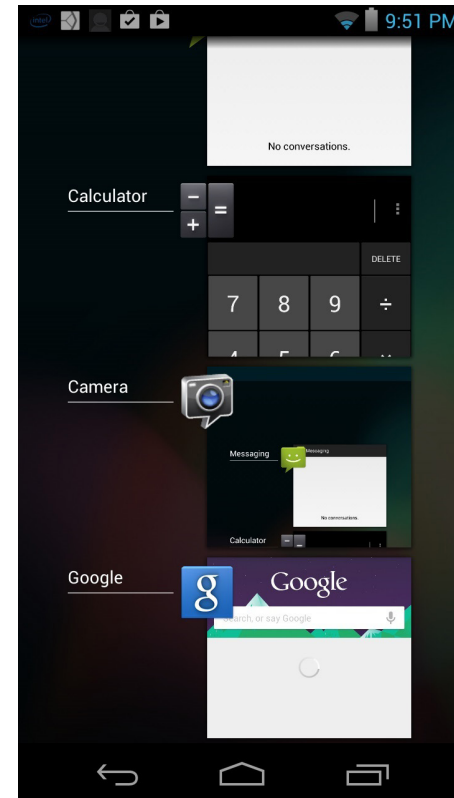 intel
9:51 PM
No conversations.
Calculator
− =
+
DELETE
7 8 9 ÷
Camera
Messaging
Messaging
No conversations.
Calculator
Google
g
Google
Search, or say Google